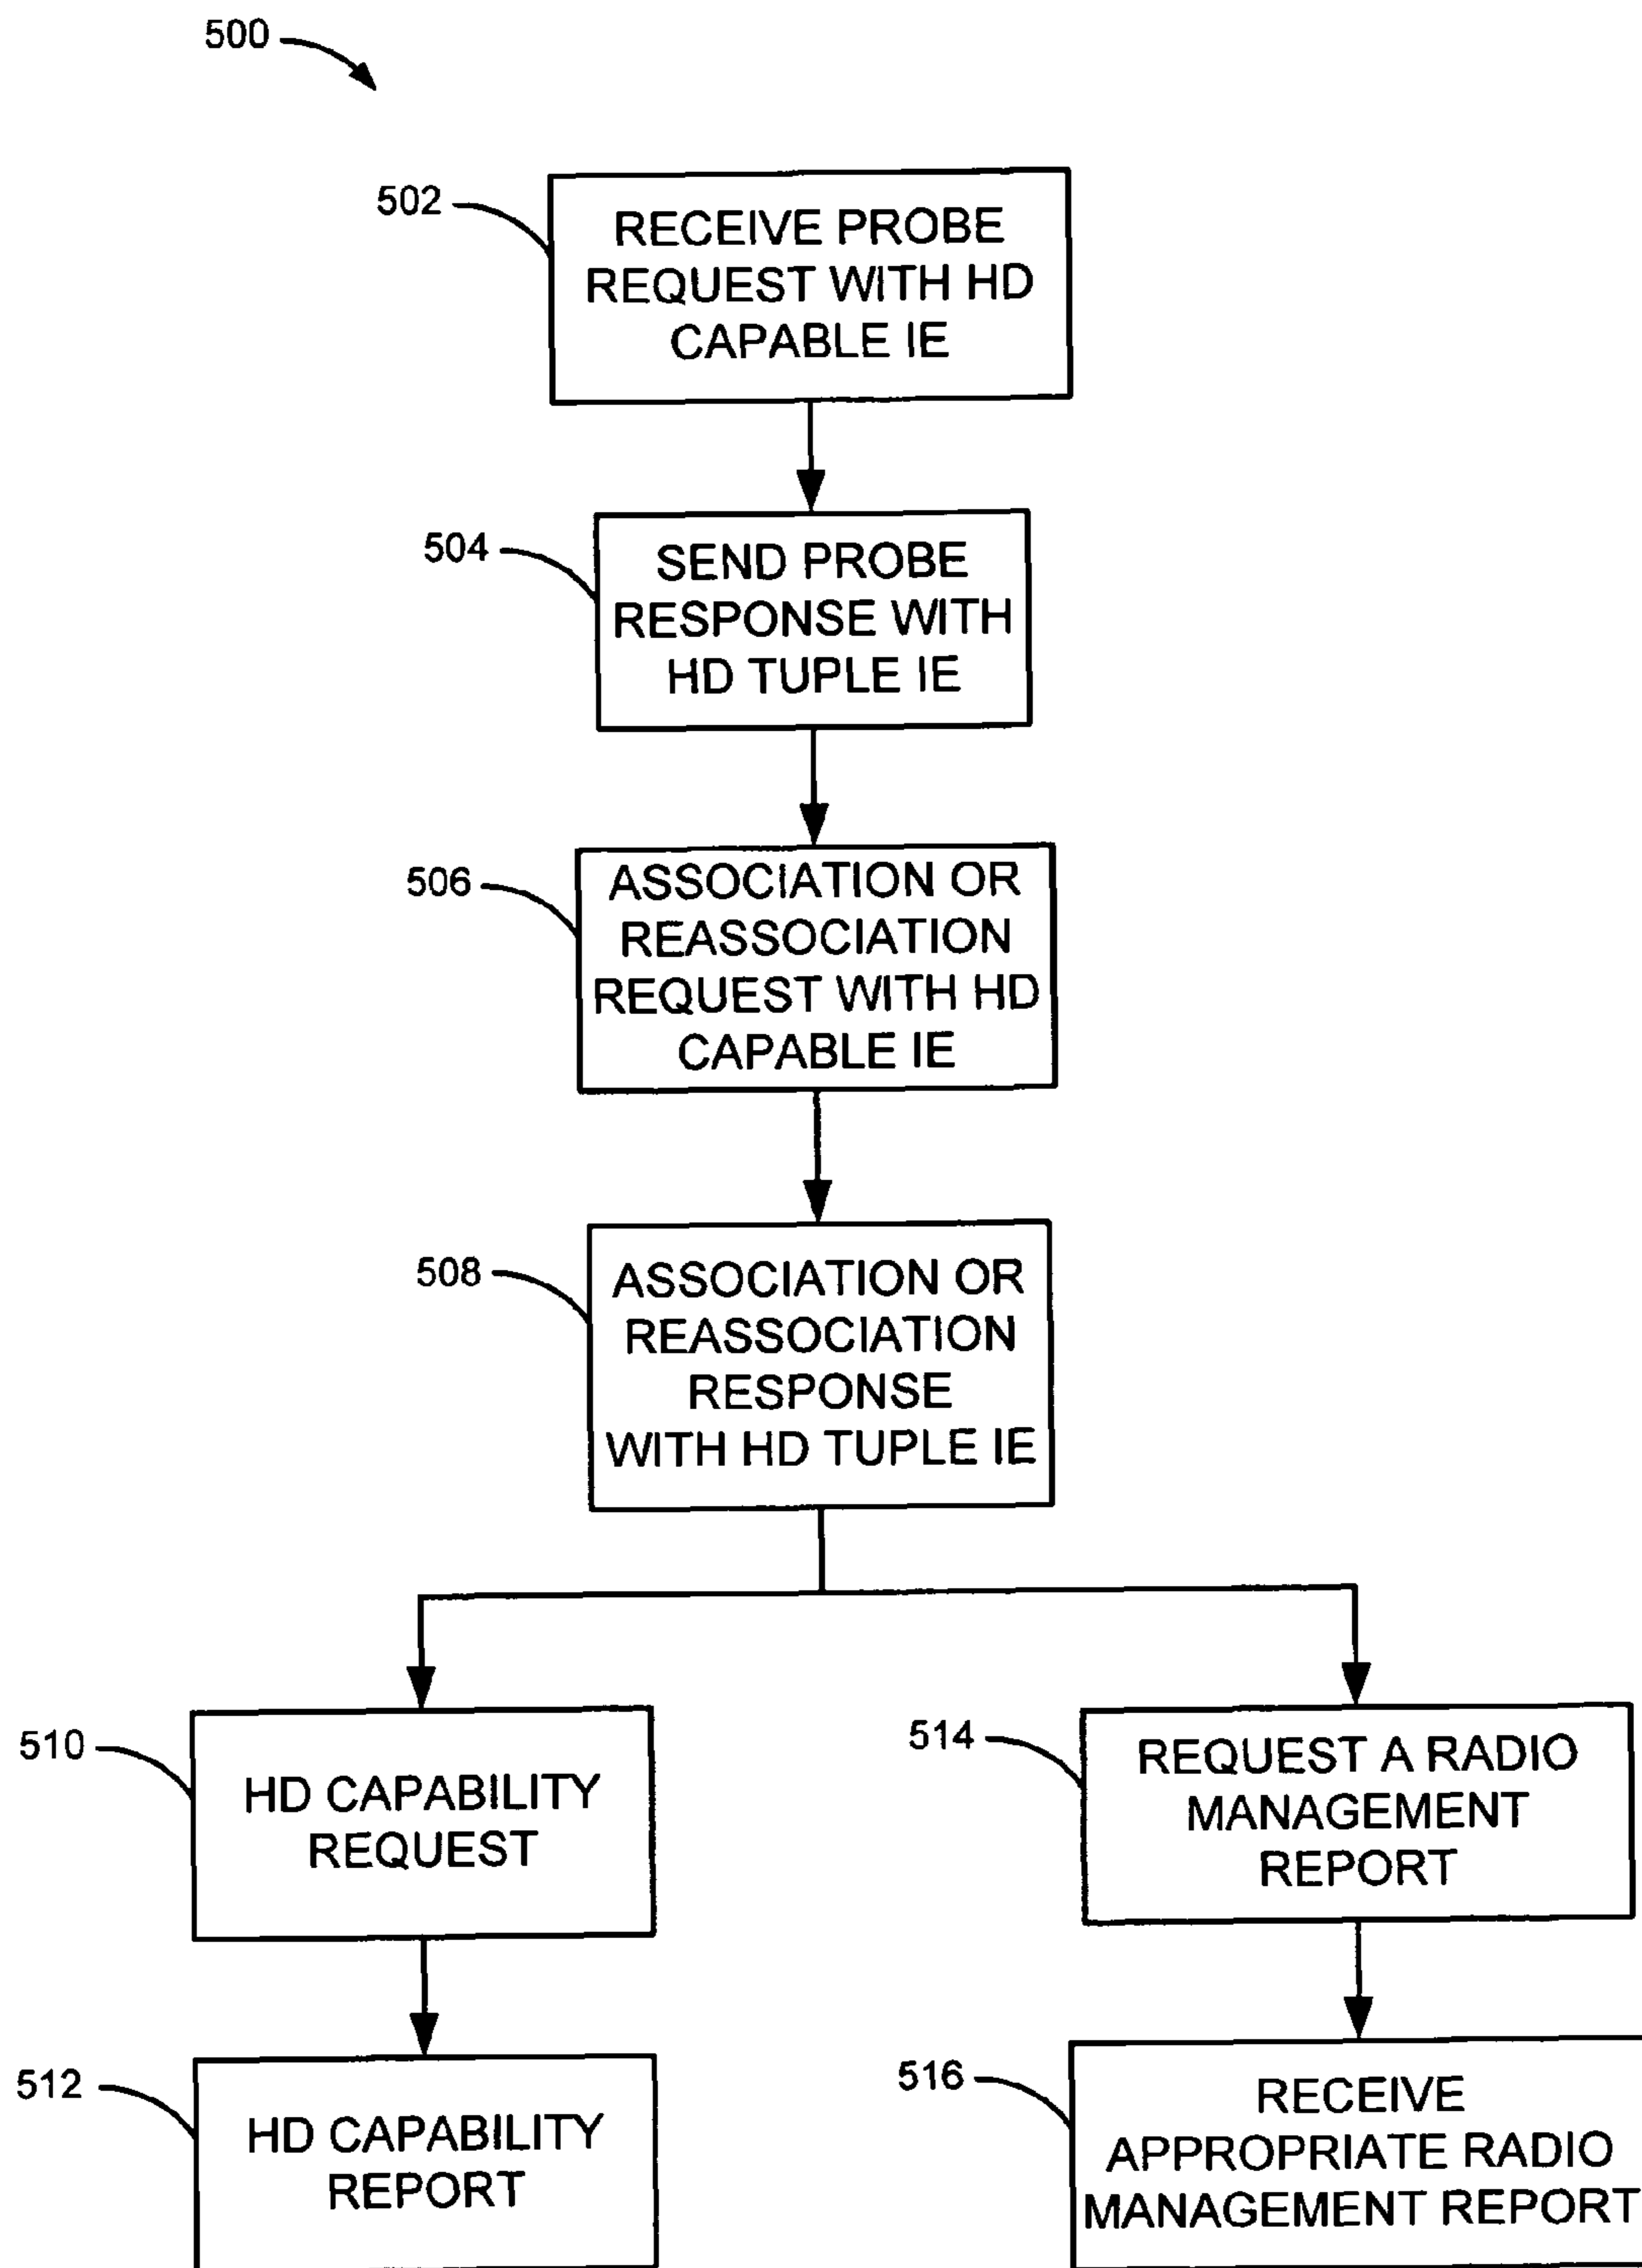 500
502
RECEIVE PROBE
REQUEST WITH HD
CAPABLE IE
504
SEND PROBE
RESPONSE WITH
HD TUPLE IE
506
ASSOCIATION OR
REASSOCIATION
REQUEST WITH HD
CAPABLE IE
508
ASSOCIATION OR
REASSOCIATION
RESPONSE
WITH HD TUPLE IE
510
HD CAPABILITY
REQUEST
514
REQUEST A RADIO
MANAGEMENT
REPORT
512
HD CAPABILITY
REPORT
516
RECEIVE
APPROPRIATE RADIO
MANAGEMENT REPORT